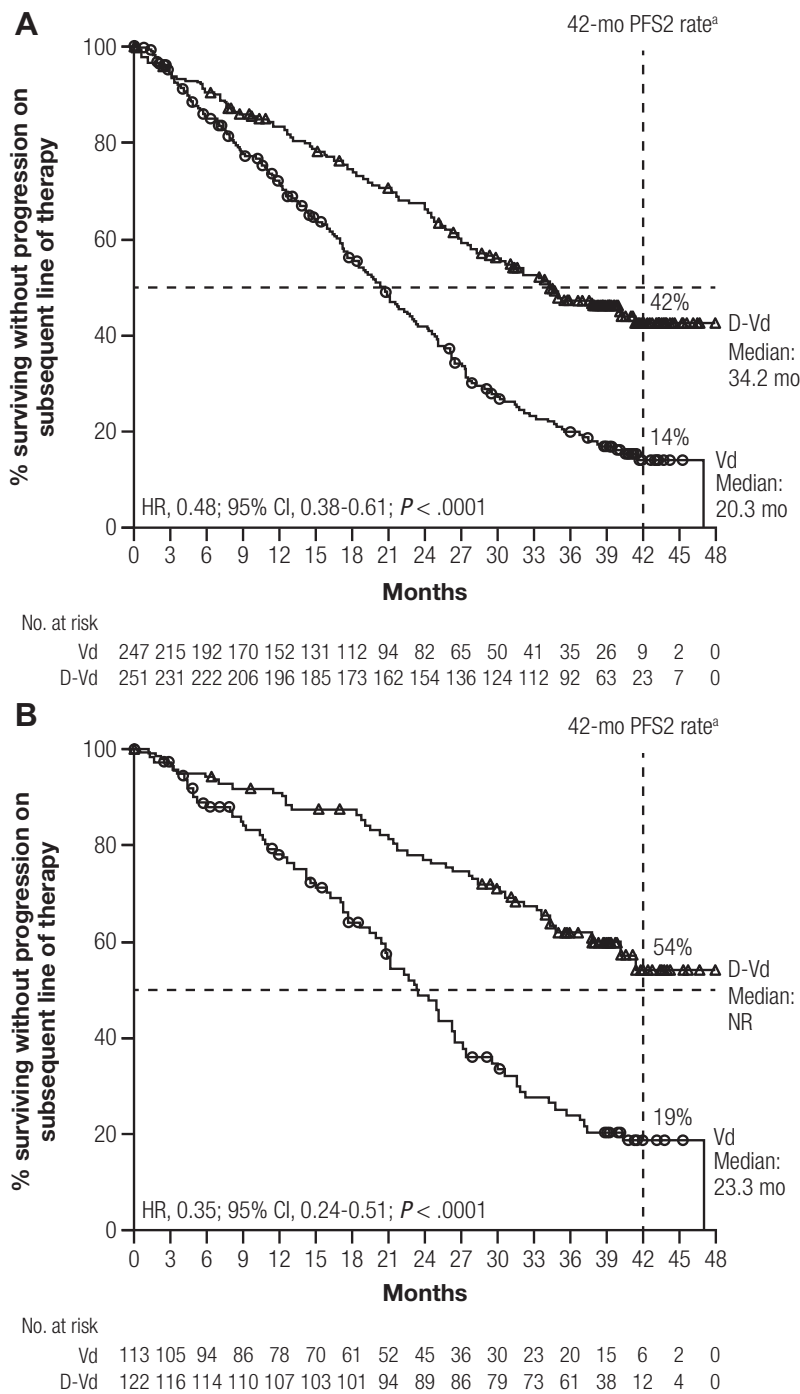 A
42-mo PFS2 rateᵃ
% surviving without progression on
subsequent line of therapy
100
80
60
40
20
0
42%
D-Vd
Median:
34.2 mo
14%
Vd
Median:
20.3 mo
HR, 0.48; 95% CI, 0.38-0.61; P < .0001
0 3 6 9 12 15 18 21 24 27 30 33 36 39 42 45 48
Months
No. at risk
Vd 247 215 192 170 152 131 112 94 82 65 50 41 35 26 9 2 0
D-Vd 251 231 222 206 196 185 173 162 154 136 124 112 92 63 23 7 0
B
42-mo PFS2 rateᵃ
% surviving without progression on
subsequent line of therapy
100
80
60
40
20
0
54%
D-Vd
Median:
NR
19%
Vd
Median:
23.3 mo
HR, 0.35; 95% CI, 0.24-0.51; P < .0001
0 3 6 9 12 15 18 21 24 27 30 33 36 39 42 45 48
Months
No. at risk
Vd 113 105 94 86 78 70 61 52 45 36 30 23 20 15 6 2 0
D-Vd 122 116 114 110 107 103 101 94 89 86 79 73 61 38 12 4 0